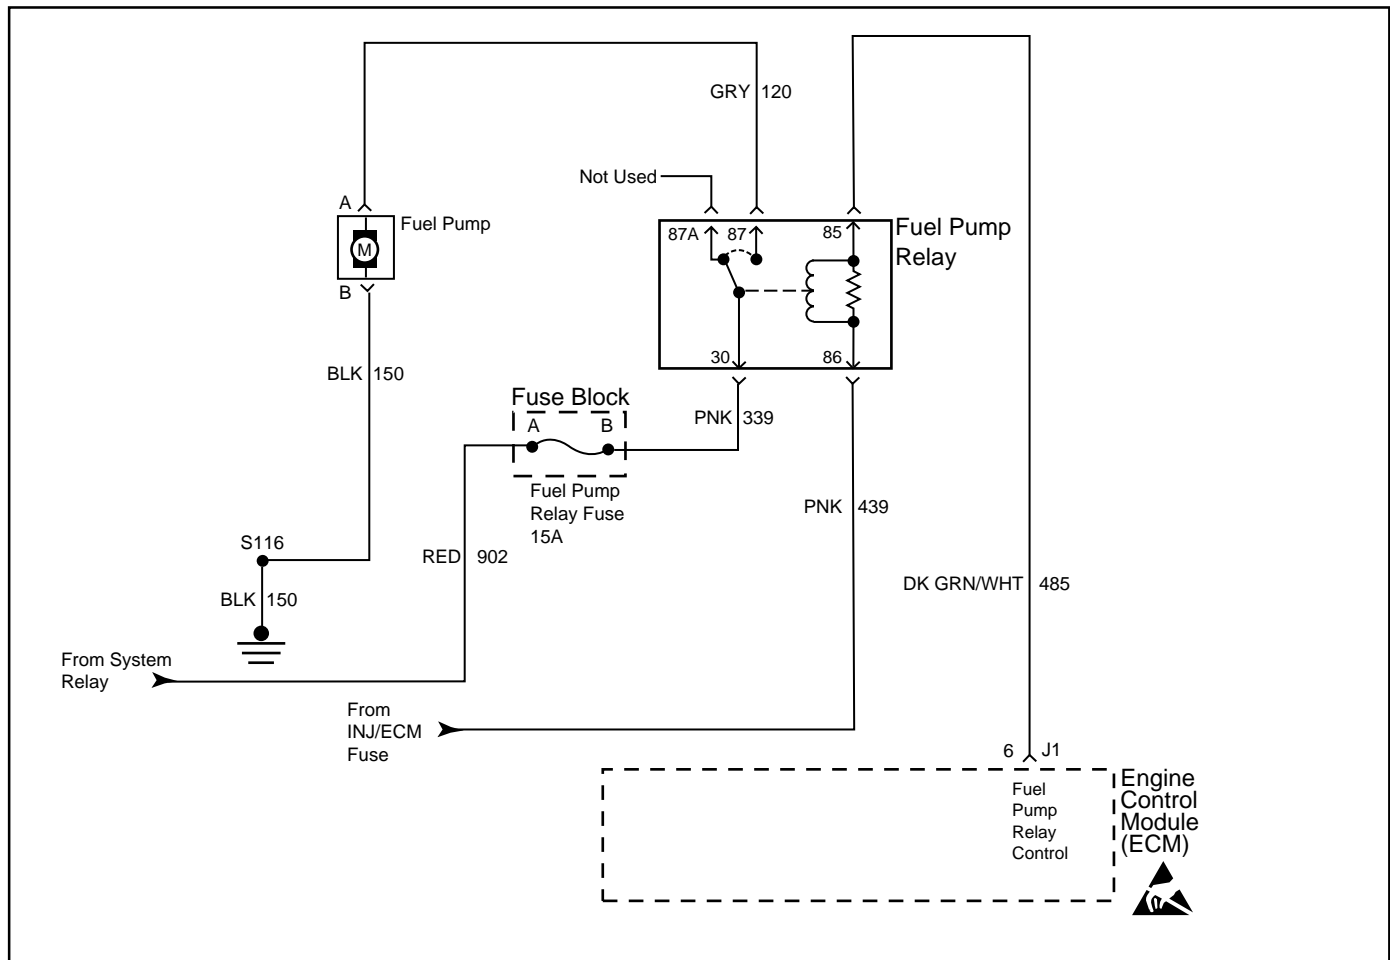 GRY 120
Not Used
A
Fuel Pump
M
B
87A 87 85
Fuel Pump
Relay
30 86
BLK 150
Fuse Block
A B
PNK 339
Fuel Pump
Relay Fuse
15A
PNK 439
S116
RED 902
DK GRN/WHT 485
BLK 150
From System
Relay
From
INJ/ECM
Fuse
6 J1
Fuel
Pump
Relay
Control
Engine
Control
Module
(ECM)